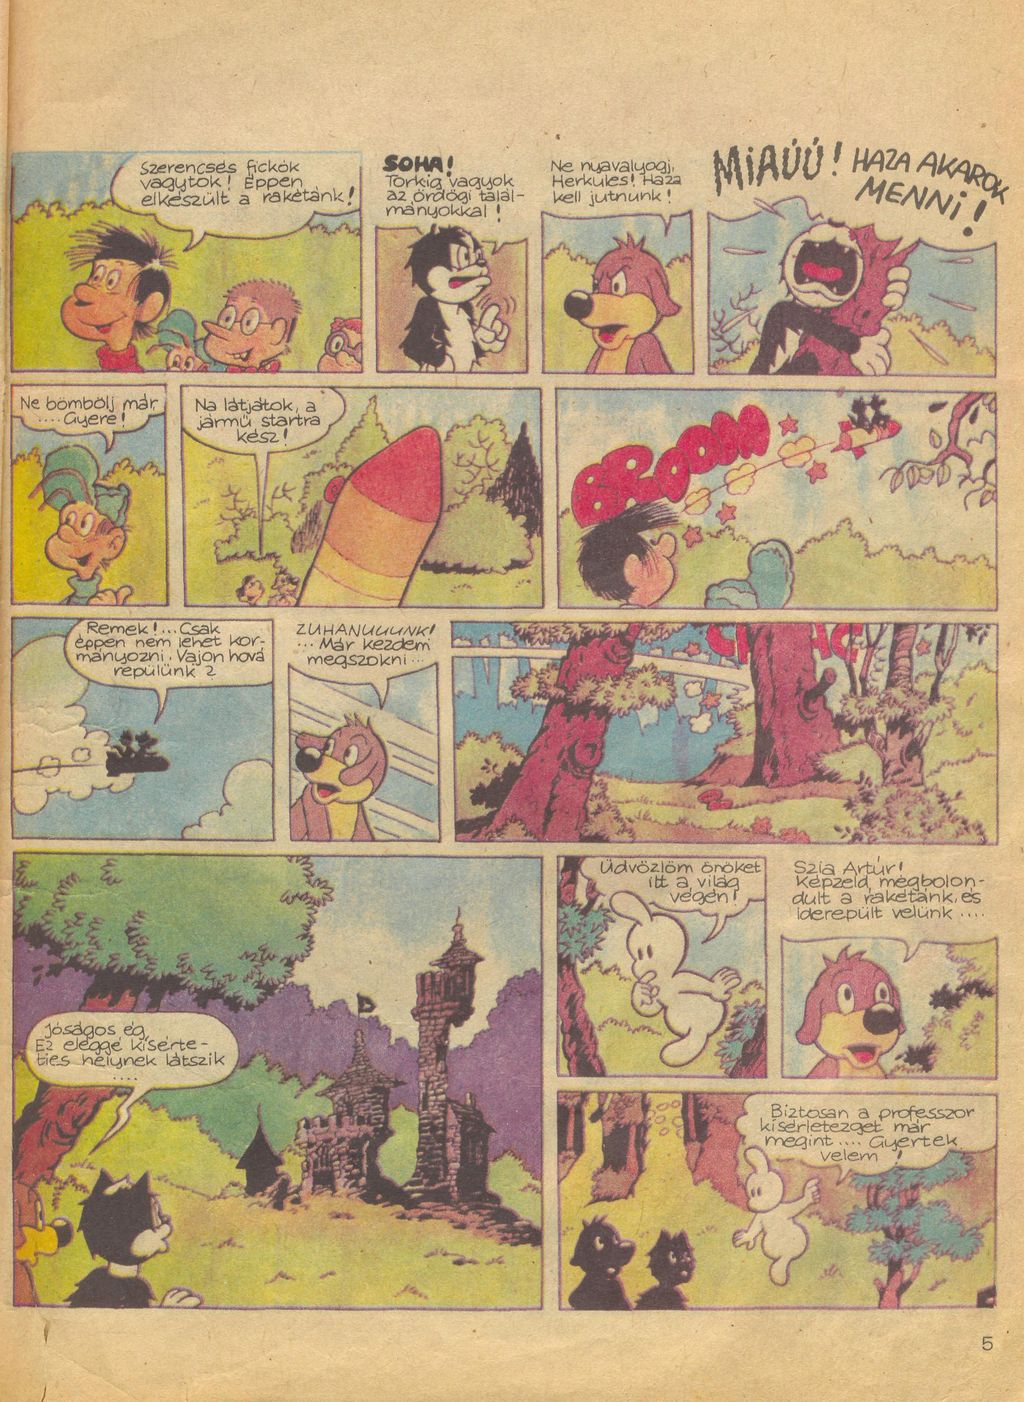 Szerencsés fickók
vagytok! Éppen
elkészült a rakétánk!
SOHA!
Torkig vagyok
az ördögi talál-
mányokkal!
Ne nyavalyogj,
Herkules! Haza
kell jutnunk!
MIAÚÚ! HAZA AKAROK
MENNI!
Ne bömbölj már
.... Gyere!
Na látjátok, a
jármű startra
kész!
BROOM
Remek!... Csak
éppen nem lehet kor-
mányozni. Vajon hová
repülünk?
ZUHANUUUNK!
... Már kezdem
megszokni...
Jóságos ég,
Ez eléggé kísérte-
ties helynek látszik
....
Üdvözlöm önöket
itt a világ
végén!
Szia Artúr!
Képzeld, megbolon-
dult a rakétánk, és
iderepült velünk ....
Biztosan a professzor
kísérletezget már
megint .... Gyertek
velem!
5